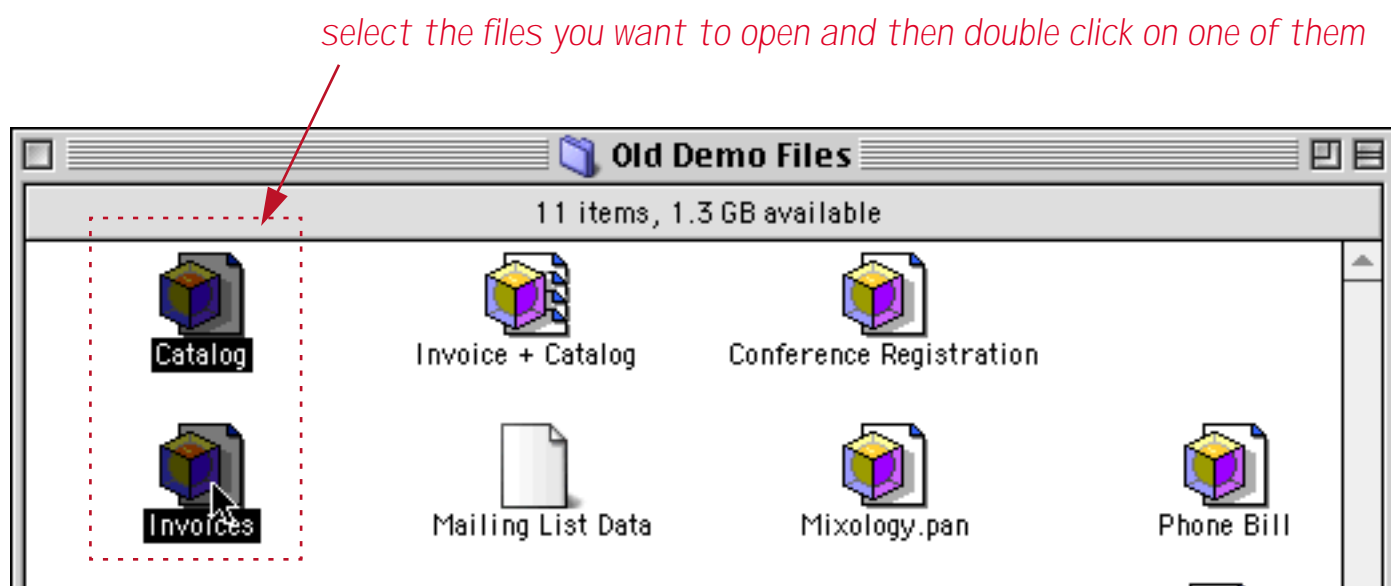 select the files you want to open and then double click on one of them
Old Demo Files
11 items, 1.3 GB available
Catalog
Invoice + Catalog
Conference Registration
Invoices
Mailing List Data
Mixology.pan
Phone Bill